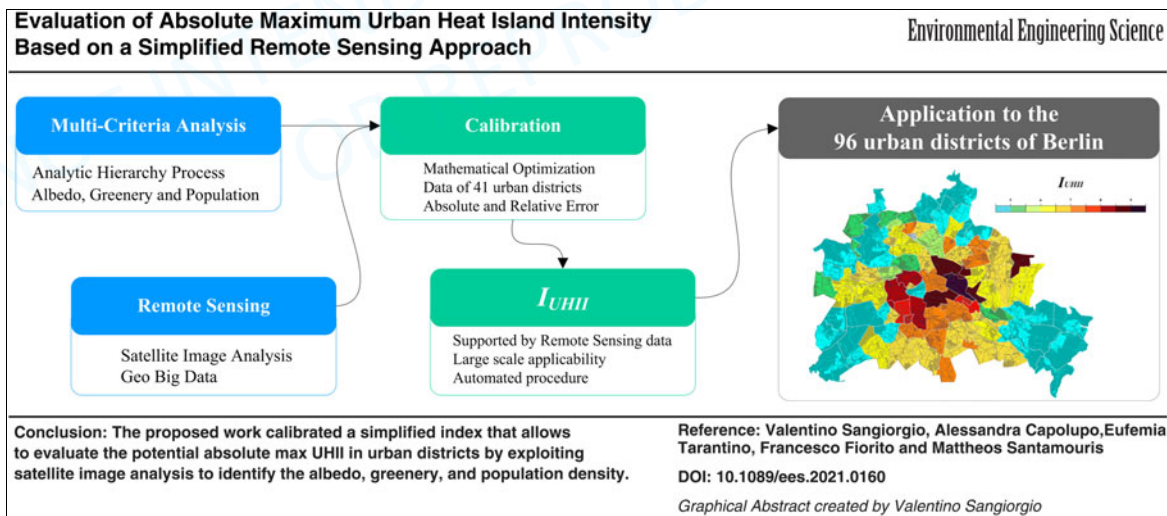 Evaluation of Absolute Maximum Urban Heat Island Intensity
Based on a Simplified Remote Sensing Approach
Environmental Engineering Science
Multi-Criteria Analysis
Analytic Hierarchy Process
Albedo, Greenery and Population
Remote Sensing
Satellite Image Analysis
Geo Big Data
Calibration
Mathematical Optimization
Data of 41 urban districts
Absolute and Relative Error
I UHII
Supported by Remote Sensing data
Large scale applicability
Automated procedure
Application to the
96 urban districts of Berlin
I UHII
Conclusion: The proposed work calibrated a simplified index that allows
to evaluate the potential absolute max UHII in urban districts by exploiting
satellite image analysis to identify the albedo, greenery, and population density.
Reference: Valentino Sangiorgio, Alessandra Capolupo,Eufemia
Tarantino, Francesco Fiorito and Mattheos Santamouris
DOI: 10.1089/ees.2021.0160
Graphical Abstract created by Valentino Sangiorgio